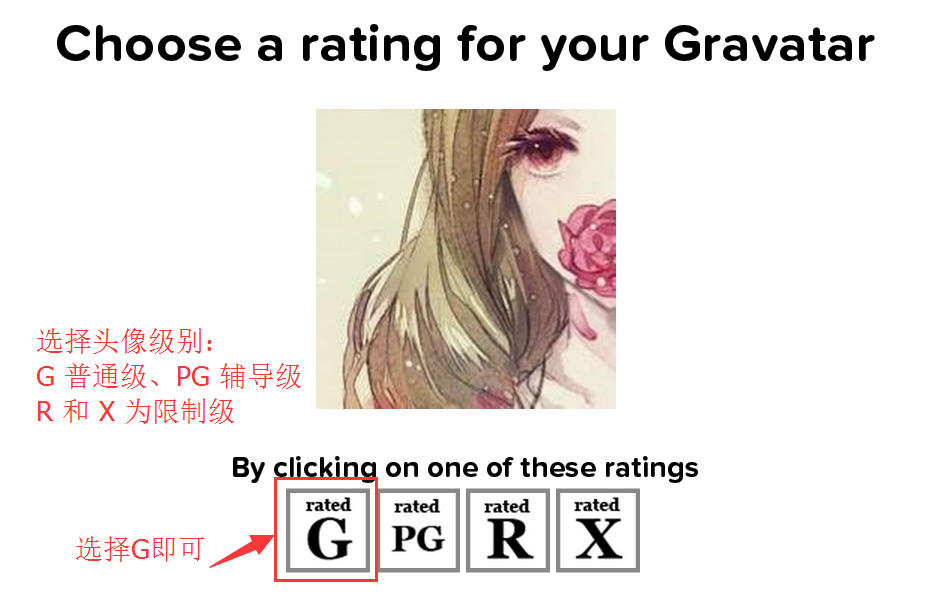 Choose a rating for your Gravatar
选择头像级别：
G 普通级、PG 辅导级
R 和 X 为限制级
By clicking on one of these ratings
rated rated rated rated
G PG R X
选择G即可